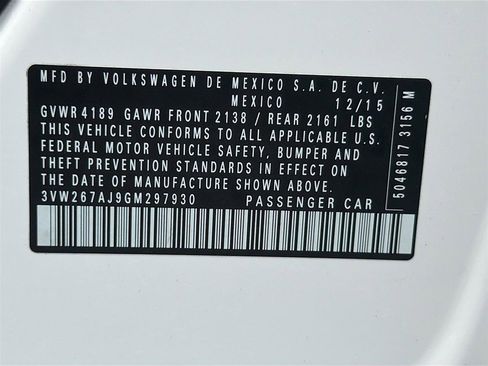 MFD BY VOLKSWAGEN DE MEXICO S.A. DE C.V.
MEXICO 12/15
GVWR 4189 GAWR FRONT 2138 / REAR 2161 LBS
THIS VEHICLE CONFORMS TO ALL APPLICABLE U.S.
FEDERAL MOTOR VEHICLE SAFETY, BUMPER AND
THEFT PREVENTION STANDARDS IN EFFECT ON
THE DATE OF MANUFACTURE SHOWN ABOVE.
3VW267AJ9GM297930 PASSENGER CAR
5046817 3156 M